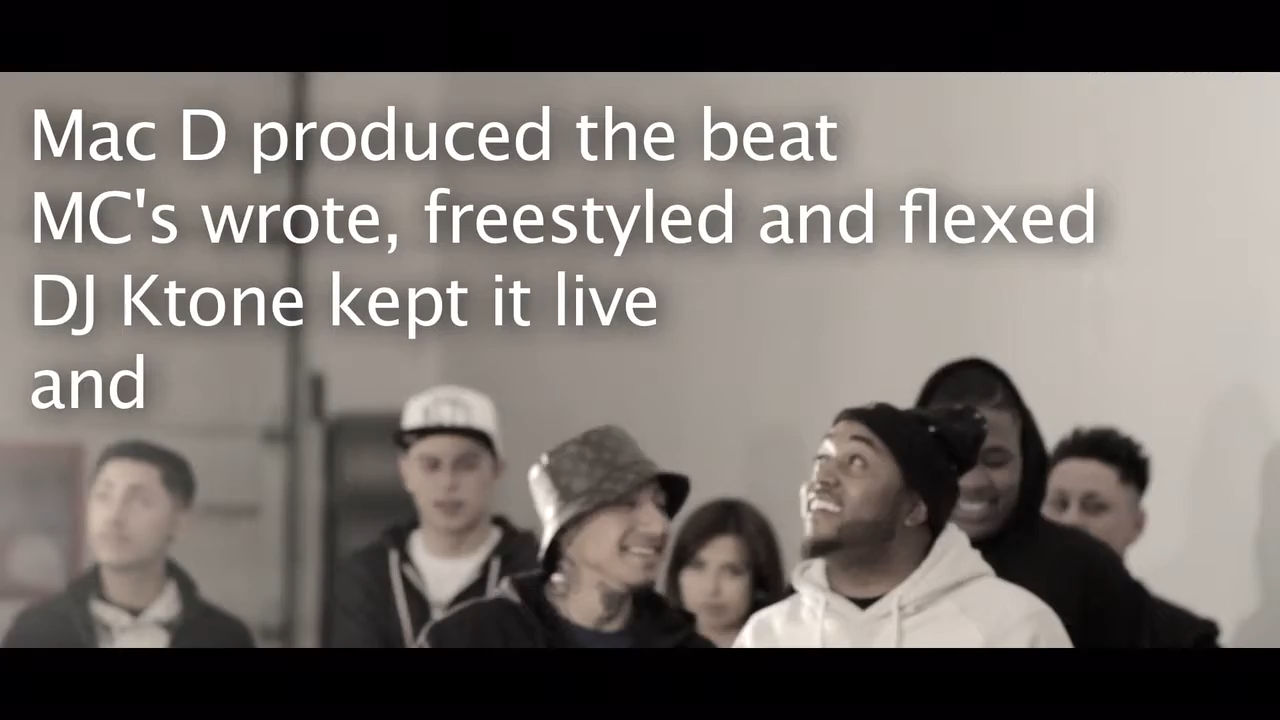 Mac D produced the beat
MC's wrote, freestyled and flexed
DJ Ktone kept it live
and